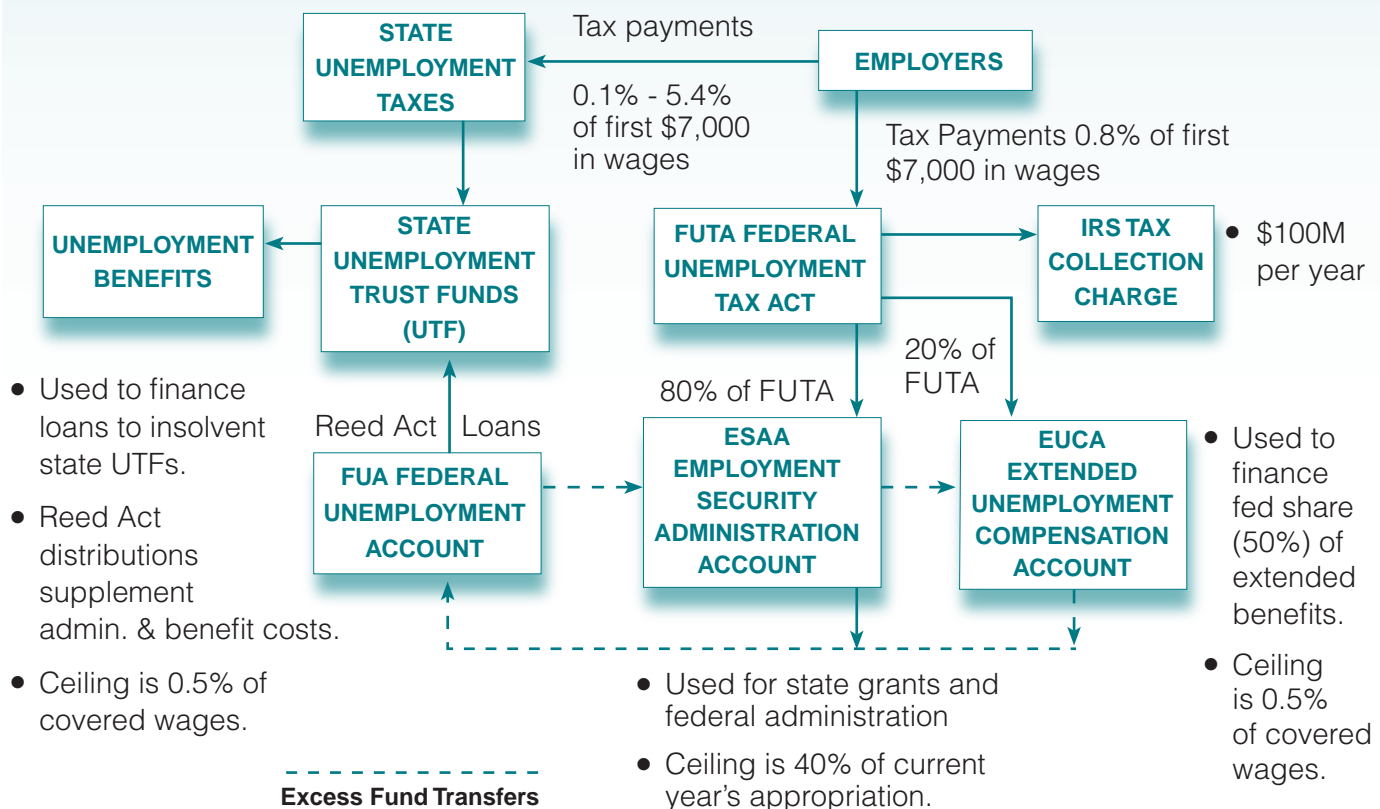 STATE
UNEMPLOYMENT
TAXES
Tax payments
0.1% - 5.4%
of first $7,000
in wages
EMPLOYERS
Tax Payments 0.8% of first
$7,000 in wages
UNEMPLOYMENT
BENEFITS
STATE
UNEMPLOYMENT
TRUST FUNDS
(UTF)
FUTA FEDERAL
UNEMPLOYMENT
TAX ACT
IRS TAX
COLLECTION
CHARGE
• $100M
per year
80% of FUTA
20% of
FUTA
• Used to finance
loans to insolvent
state UTFs.
• Reed Act
distributions
supplement
admin. & benefit costs.
• Ceiling is 0.5% of
covered wages.
Reed Act Loans
FUA FEDERAL
UNEMPLOYMENT
ACCOUNT
ESAA
EMPLOYMENT
SECURITY
ADMINISTRATION
ACCOUNT
EUCA
EXTENDED
UNEMPLOYMENT
COMPENSATION
ACCOUNT
• Used to
finance
fed share
(50%) of
extended
benefits.
• Ceiling
is 0.5%
of covered
wages.
• Used for state grants and
federal administration
• Ceiling is 40% of current
year's appropriation.
Excess Fund Transfers